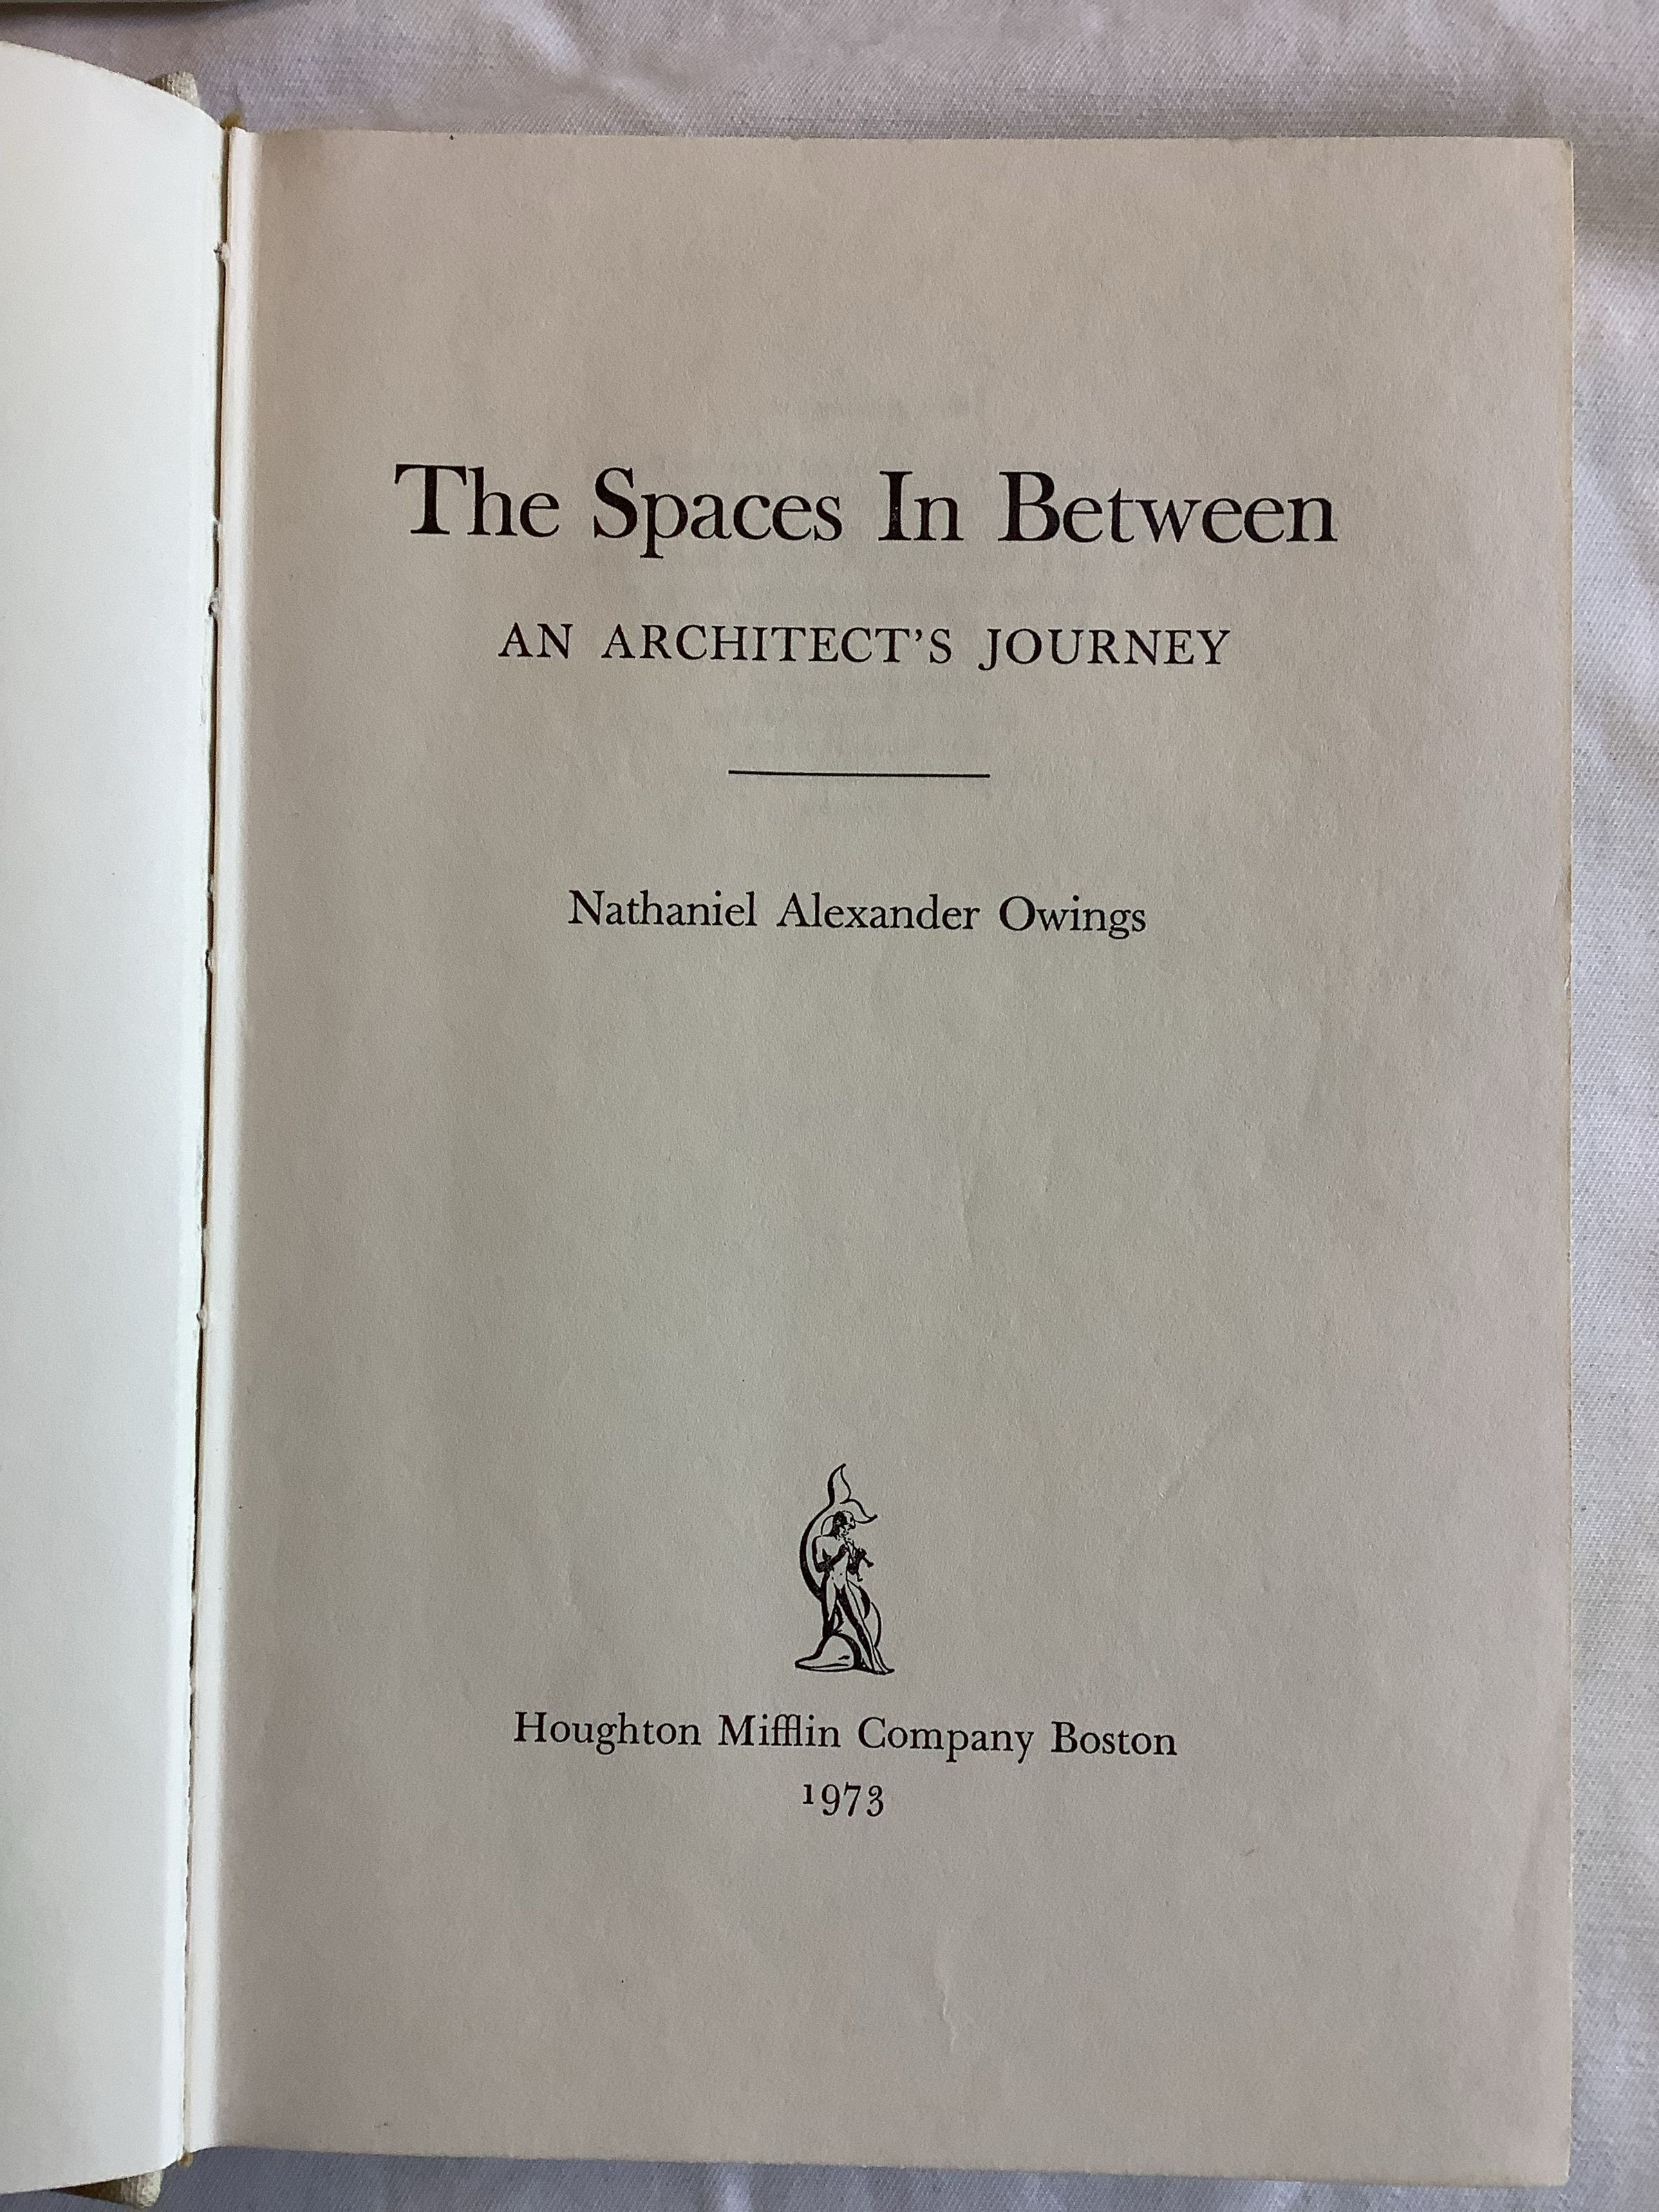 The Spaces In Between
AN ARCHITECT’S JOURNEY
Nathaniel Alexander Owings
Houghton Mifflin Company Boston
1973